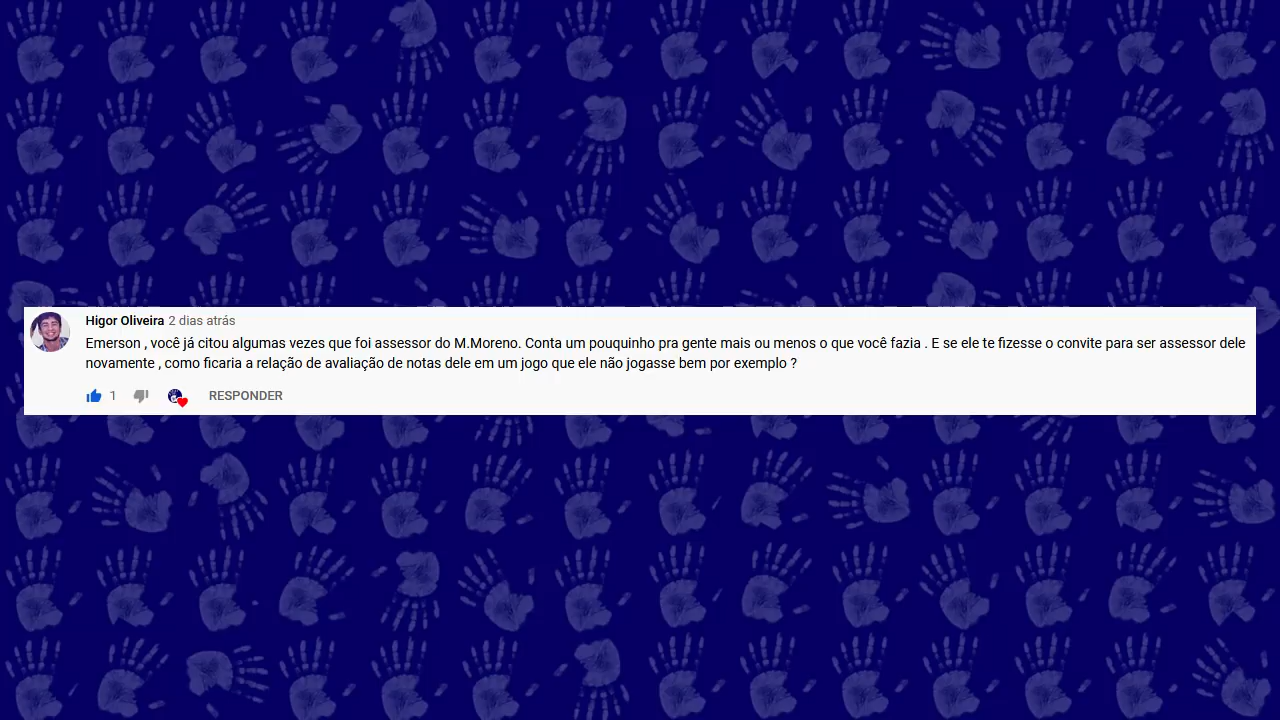 Higor Oliveira 2 dias atrás
Emerson , você já citou algumas vezes que foi assessor do M.Moreno. Conta um pouquinho pra gente mais ou menos o que você fazia . E se ele te fizesse o convite para ser assessor dele
novamente , como ficaria a relação de avaliação de notas dele em um jogo que ele não jogasse bem por exemplo ?
1 RESPONDER